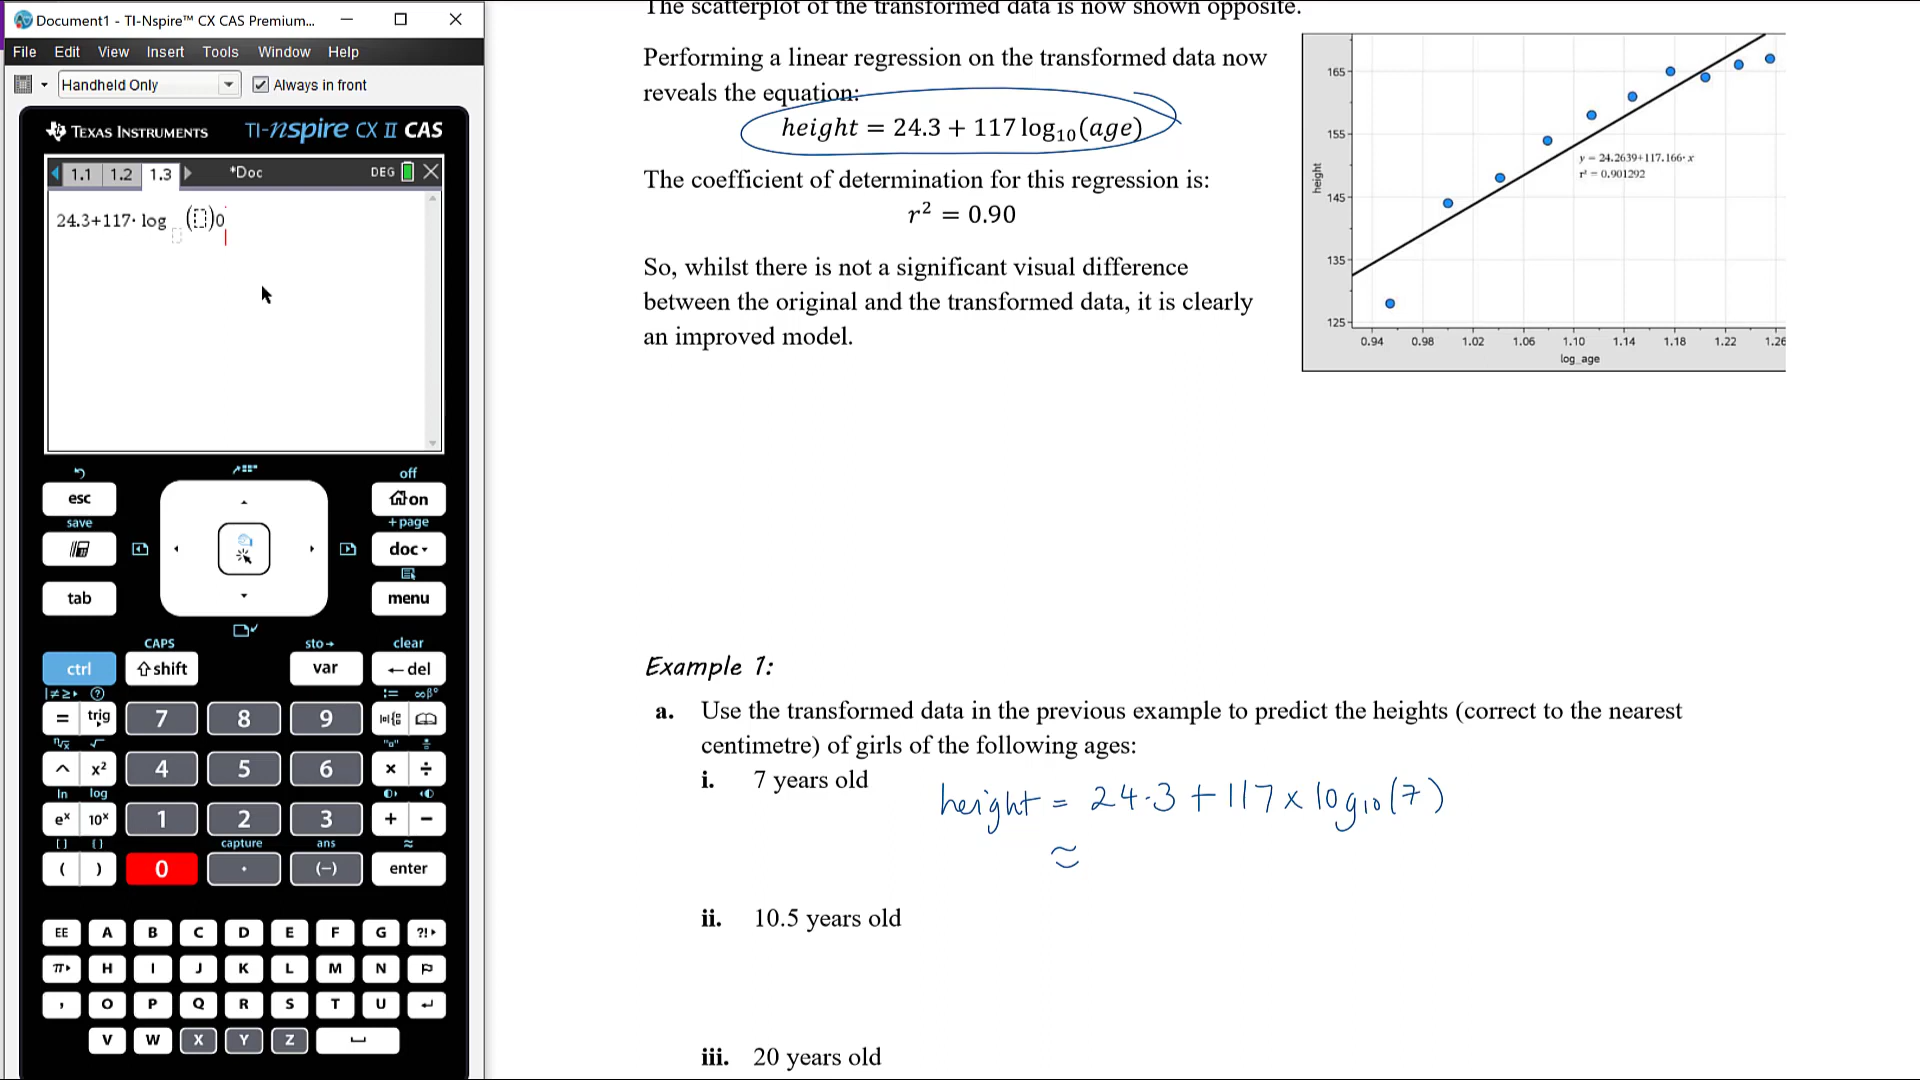 Document1 - TI-Nspire™ CX CAS Premium...
File Edit View Insert Tools Window Help
Handheld Only
Always in front
TEXAS INSTRUMENTS TI-nspire CX II CAS
1.1 1.2 1.3 *Doc DEG
24.3+117· log ( )0
off
esc on
save + page
doc
tab menu
CAPS sto→ clear
ctrl ⇧shift var ←del
|≠≥▸ := ∞β°
= trig 7 8 9
^ x² 4 5 6 × ÷
ln log
eˣ 10ˣ 1 2 3 + −
[ ] { } capture ans ≈
( ) 0 . (−) enter
EE A B C D E F G ?!▸
π▸ H I J K L M N
, O P Q R S T U
V W X Y Z
The scatterplot of the transformed data is now shown opposite.
Performing a linear regression on the transformed data now
reveals the equation:
height = 24.3 + 117 log₁₀(age)
The coefficient of determination for this regression is:
r² = 0.90
So, whilst there is not a significant visual difference
between the original and the transformed data, it is clearly
an improved model.
165
155
145
135
125
height
y = 24.2639+117.166· x
r² = 0.901292
0.94 0.98 1.02 1.06 1.10 1.14 1.18 1.22 1.26
log_age
Example 1:
a. Use the transformed data in the previous example to predict the heights (correct to the nearest
centimetre) of girls of the following ages:
i. 7 years old
height = 24.3 + 117 x log₁₀(7)
≈
ii. 10.5 years old
iii. 20 years old